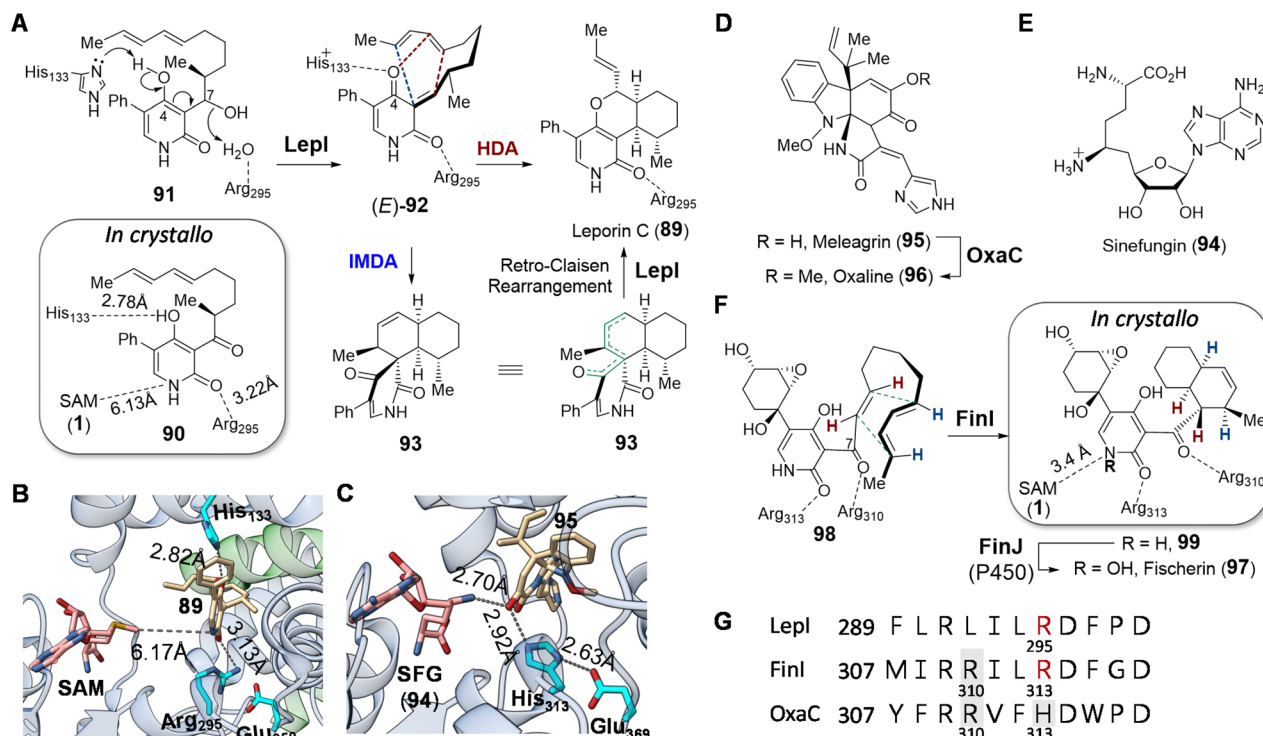 A
Me
H
His133
N
N
H
O
Me
7
OH
Ph
4
N
H
O
H2O
Arg295
91
LepI
Me
+
His133
O
4
Ph
Me
N
H
O
Arg295
(E)-92
HDA
Me
H
O
H
Ph
Me
N
H
O
Arg295
Leporin C (89)
In crystallo
Me
2.78Å
Me
His133
HO
Ph
O
N
H
O
3.22Å
SAM
(1)
6.13Å
90
Arg295
IMDA
H
Me
H
O
O
Me
Ph
NH
93
Retro-Claisen
Rearrangement
LepI
H
Me
H
O
O
Me
Ph
NH
93
B
His133
2.82Å
89
3.13Å
6.17Å
SAM
Arg295
C
95
2.70Å
2.92Å
2.63Å
SFG
(94)
His313
Glu369
D
OR
N
MeO
O
HN
O
N
NH
R = H, Meleagrin (95)
OxaC
R = Me, Oxaline (96)
E
H2N
CO2H
NH2
N
N
N
N
+
H3N
O
HO
OH
Sinefungin (94)
F
HO
O
HO
OH
H
H
H
H
7
HN
O
O
Me
Arg313
Arg310
98
FinI
In crystallo
HO
O
HO
OH
H
H
H
H
Me
3.4 Å
N
R
O
O
SAM
(1)
Arg310
Arg313
FinJ
(P450)
R = H, 99
R = OH, Fischerin (97)
G
LepI 289 F L R L I L R D F P D
295
FinI 307 M I R R I L R D F G D
310 313
OxaC 307 Y F R R V F H D W P D
310 313